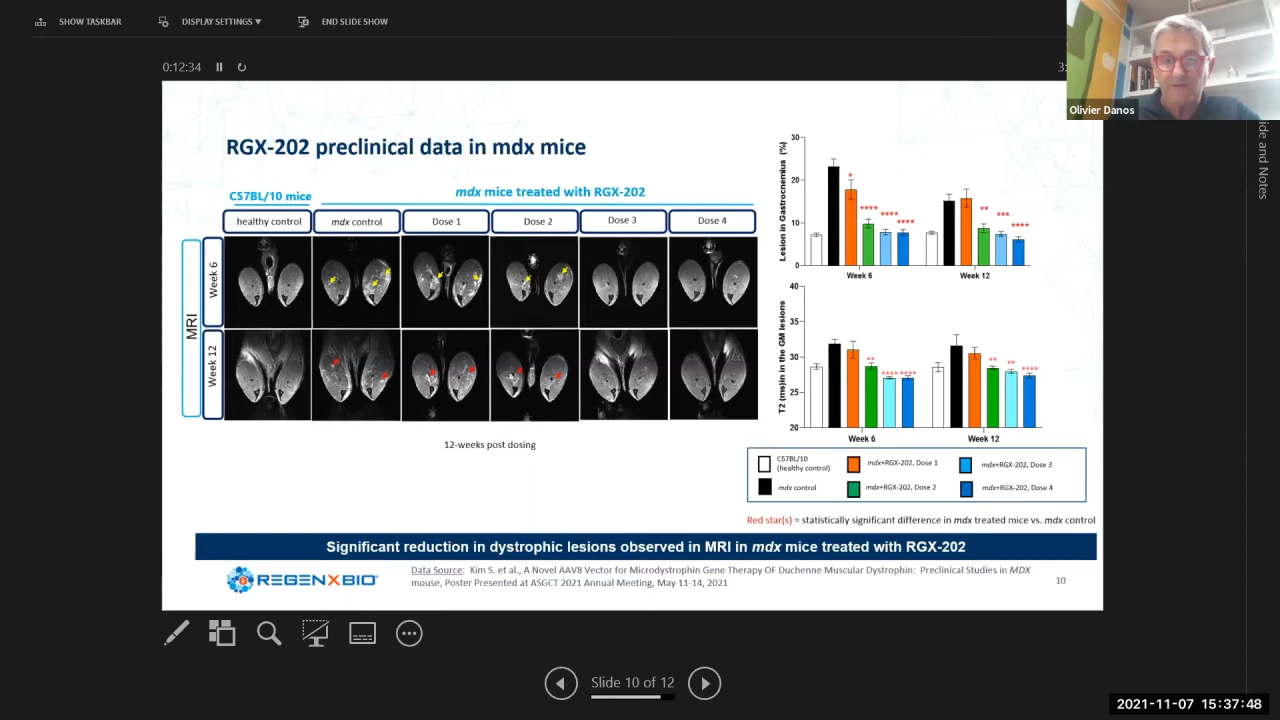 SHOW TASKBAR
DISPLAY SETTINGS ▼
END SLIDE SHOW
0:12:34
3:
Olivier Danos
ide and Notes
RGX-202 preclinical data in mdx mice
C57BL/10 mice
mdx mice treated with RGX-202
healthy control
mdx control
Dose 1
Dose 2
Dose 3
Dose 4
MRI
Week 6
Week 12
12-weeks post dosing
Lesion in Gastrocnemius (%)
30
20
10
0
*
****
****
****
**
***
****
Week 6
Week 12
T2 (ms)in in the GM lesions
40
35
30
25
20
**
****
****
**
**
****
Week 6
Week 12
C57BL/10
(healthy control)
mdx control
mdx+RGX-202, Dose 1
mdx+RGX-202, Dose 2
mdx+RGX-202, Dose 3
mdx+RGX-202, Dose 4
Red star(s) = statistically significant difference in mdx treated mice vs. mdx control
Significant reduction in dystrophic lesions observed in MRI in mdx mice treated with RGX-202
REGENXBIO
Data Source: Kim S. et al., A Novel AAV8 Vector for Microdystrophin Gene Therapy OF Duchenne Muscular Dystrophin: Preclinical Studies in MDX
mouse, Poster Presented at ASGCT 2021 Annual Meeting, May 11-14, 2021
10
Slide 10 of 12
2021-11-07 15:37:48